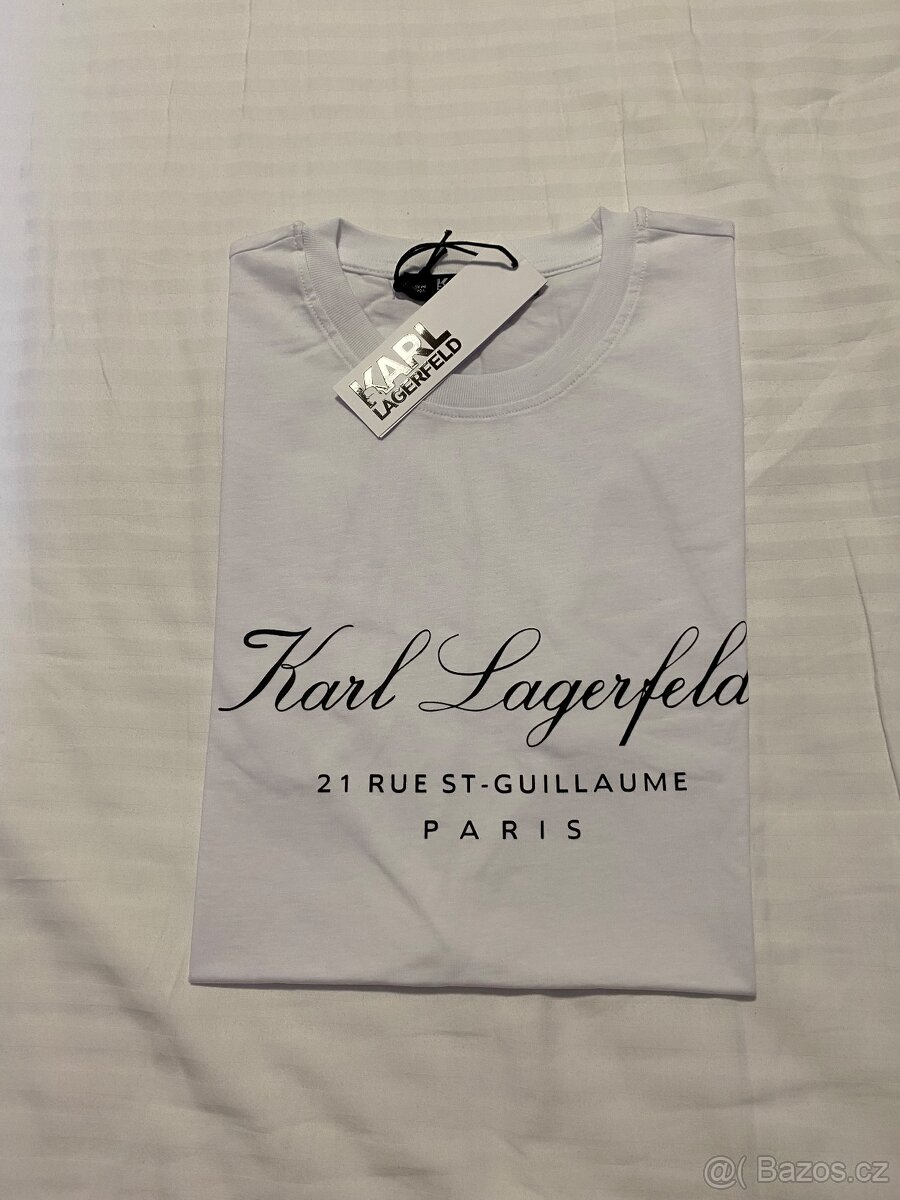 KARL
LAGERFELD
Karl Lagerfeld
21 RUE ST-GUILLAUME
PARIS
@( Bazos.cz